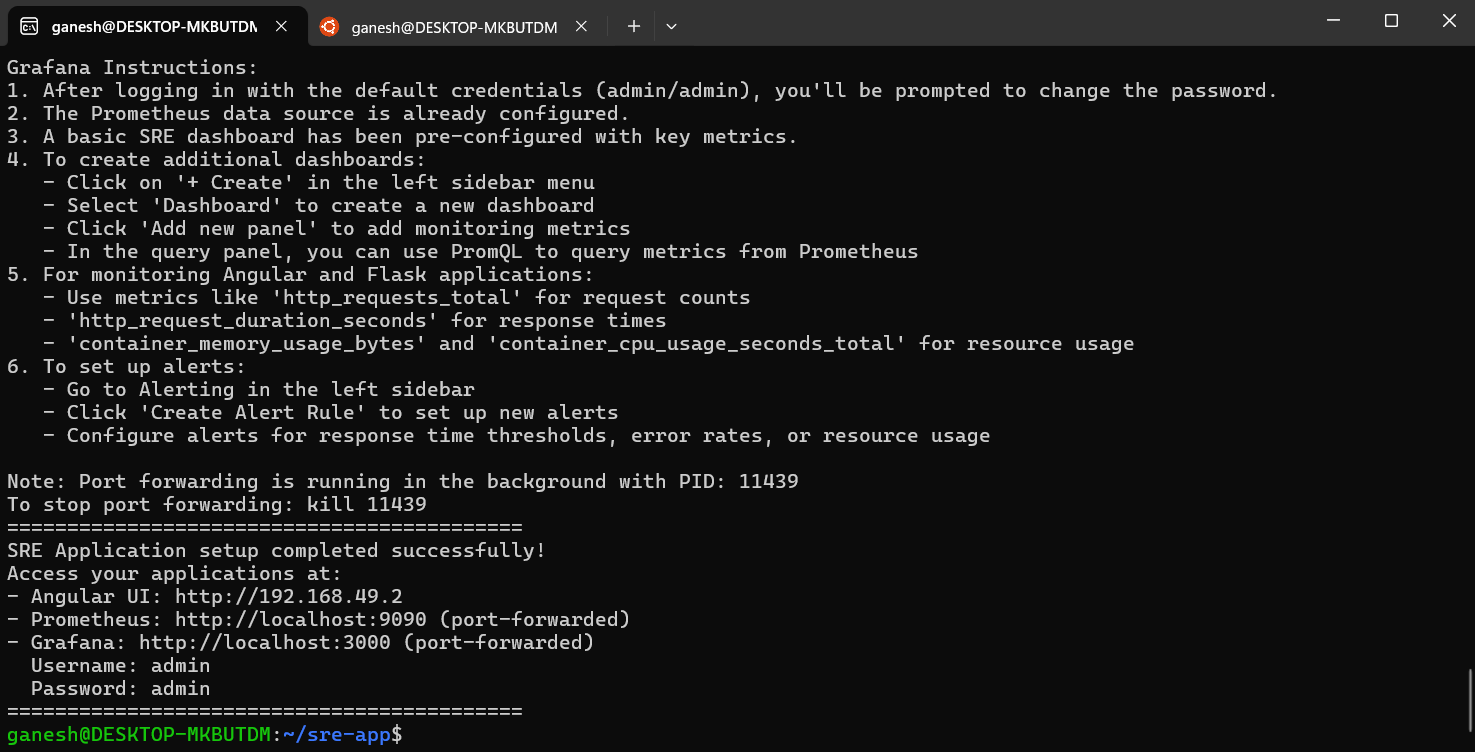 ganesh@DESKTOP-MKBUTDM
ganesh@DESKTOP-MKBUTDM
Grafana Instructions:
1. After logging in with the default credentials (admin/admin), you'll be prompted to change the password.
2. The Prometheus data source is already configured.
3. A basic SRE dashboard has been pre-configured with key metrics.
4. To create additional dashboards:
   - Click on '+ Create' in the left sidebar menu
   - Select 'Dashboard' to create a new dashboard
   - Click 'Add new panel' to add monitoring metrics
   - In the query panel, you can use PromQL to query metrics from Prometheus
5. For monitoring Angular and Flask applications:
   - Use metrics like 'http_requests_total' for request counts
   - 'http_request_duration_seconds' for response times
   - 'container_memory_usage_bytes' and 'container_cpu_usage_seconds_total' for resource usage
6. To set up alerts:
   - Go to Alerting in the left sidebar
   - Click 'Create Alert Rule' to set up new alerts
   - Configure alerts for response time thresholds, error rates, or resource usage

Note: Port forwarding is running in the background with PID: 11439
To stop port forwarding: kill 11439
===========================================
SRE Application setup completed successfully!
Access your applications at:
- Angular UI: http://192.168.49.2
- Prometheus: http://localhost:9090 (port-forwarded)
- Grafana: http://localhost:3000 (port-forwarded)
  Username: admin
  Password: admin
===========================================
ganesh@DESKTOP-MKBUTDM:~/sre-app$